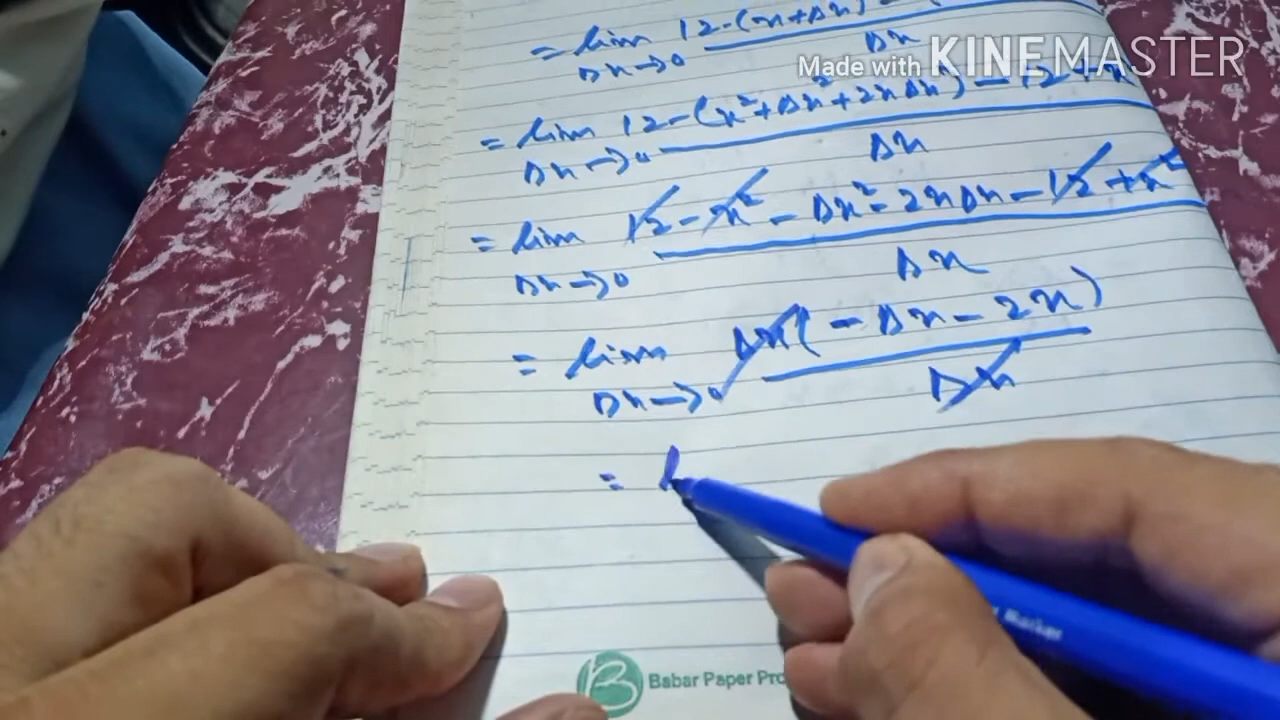 = lim 12-(x+Δx)²
Δx→0 Δx
Made with KINEMASTER
= lim 12-(x²+Δx²+2xΔx)-12+x²
Δx→0 Δx
= lim 12-x²-Δx²-2xΔx-12+x²
Δx→0 Δx
= lim Δx(-Δx-2x)
Δx→0 Δx
= l
Babar Paper Pro